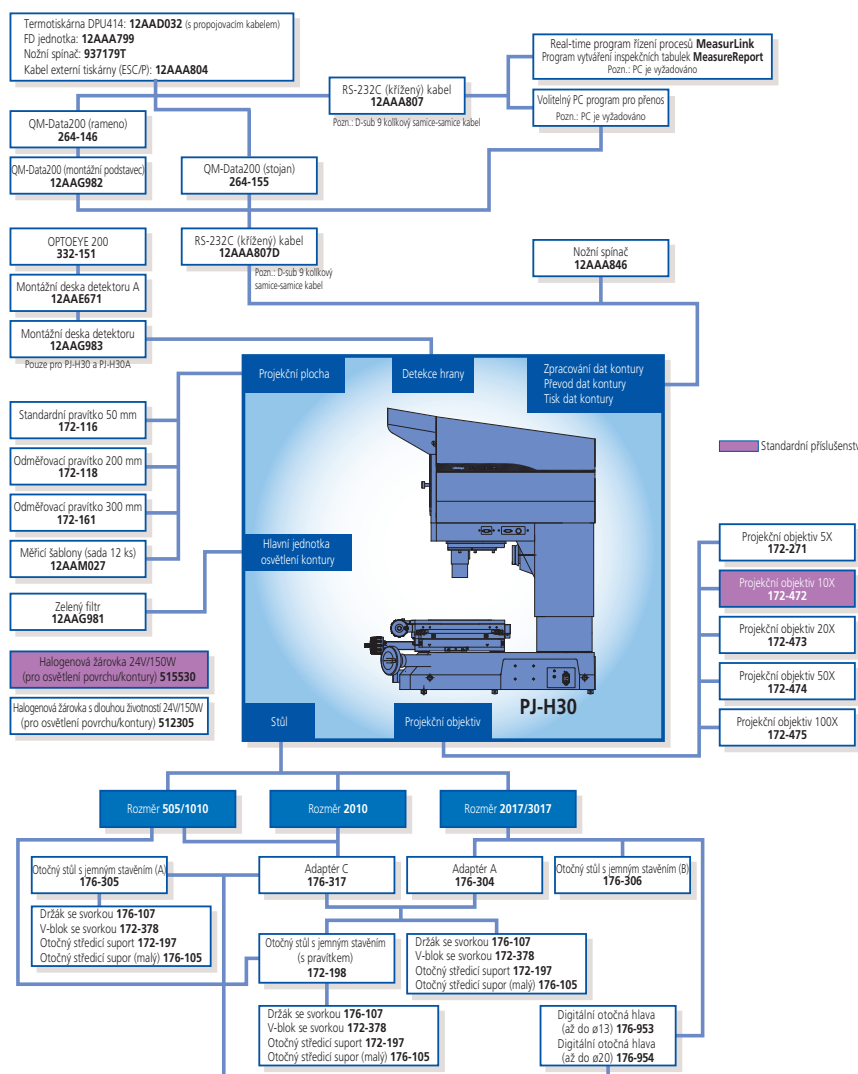 Termotiskárna DPU414: 12AAD032 (s propojovacím kabelem)
FD jednotka: 12AAA799
Nožní spínač: 937179T
Kabel externí tiskárny (ESC/P): 12AAA804
RS-232C (křížený) kabel
12AAA807
Pozn.: D-sub 9 kolíkový samice-samice kabel
Real-time program řízení procesů MeasurLink
Program vytváření inspekčních tabulek MeasureReport
Pozn.: PC je vyžadováno
Volitelný PC program pro přenos
Pozn.: PC je vyžadováno
QM-Data200 (rameno)
264-146
QM-Data200 (montážní podstavec)
12AAG982
QM-Data200 (stojan)
264-155
OPTOEYE 200
332-151
Montážní deska detektoru A
12AAE671
Montážní deska detektoru
12AAG983
Pouze pro PJ-H30 a PJ-H30A
RS-232C (křížený) kabel
12AAA807D
Pozn.: D-sub 9 kolíkový
samice-samice kabel
Nožní spínač
12AAA846
Projekční plocha
Detekce hrany
Zpracování dat kontury
Převod dat kontury
Tisk dat kontury
Standardní pravítko 50 mm
172-116
Odměřovací pravítko 200 mm
172-118
Odměřovací pravítko 300 mm
172-161
Měřicí šablony (sada 12 ks)
12AAM027
Zelený filtr
12AAG981
Halogenová žárovka 24V/150W
(pro osvětlení povrchu/kontury) 515530
Halogenová žárovka s dlouhou životností 24V/150W
(pro osvětlení povrchu/kontury) 512305
Hlavní jednotka
osvětlení kontury
Standardní příslušenstv
Projekční objektiv 5X
172-271
Projekční objektiv 10X
172-472
Projekční objektiv 20X
172-473
Projekční objektiv 50X
172-474
Projekční objektiv 100X
172-475
PJ-H30
Stůl
Projekční objektiv
Rozměr 505/1010
Rozměr 2010
Rozměr 2017/3017
Otočný stůl s jemným stavěním (A)
176-305
Adaptér C
176-317
Adaptér A
176-304
Otočný stůl s jemným stavěním (B)
176-306
Držák se svorkou 176-107
V-blok se svorkou 172-378
Otočný středicí suport 172-197
Otočný středicí supor (malý) 176-105
Otočný stůl s jemným stavěním
(s pravítkem)
172-198
Držák se svorkou 176-107
V-blok se svorkou 172-378
Otočný středicí suport 172-197
Otočný středicí supor (malý) 176-105
Držák se svorkou 176-107
V-blok se svorkou 172-378
Otočný středicí suport 172-197
Otočný středicí supor (malý) 176-105
Digitální otočná hlava
(až do ø13) 176-953
Digitální otočná hlava
(až do ø20) 176-954